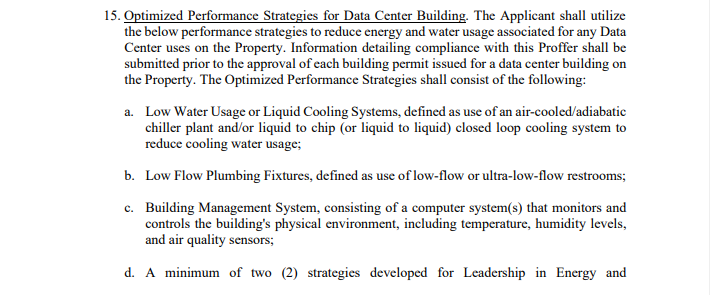 15. Optimized Performance Strategies for Data Center Building. The Applicant shall utilize
the below performance strategies to reduce energy and water usage associated for any Data
Center uses on the Property. Information detailing compliance with this Proffer shall be
submitted prior to the approval of each building permit issued for a data center building on
the Property. The Optimized Performance Strategies shall consist of the following:
a. Low Water Usage or Liquid Cooling Systems, defined as use of an air-cooled/adiabatic
chiller plant and/or liquid to chip (or liquid to liquid) closed loop cooling system to
reduce cooling water usage;
b. Low Flow Plumbing Fixtures, defined as use of low-flow or ultra-low-flow restrooms;
c. Building Management System, consisting of a computer system(s) that monitors and
controls the building's physical environment, including temperature, humidity levels,
and air quality sensors;
d. A minimum of two (2) strategies developed for Leadership in Energy and